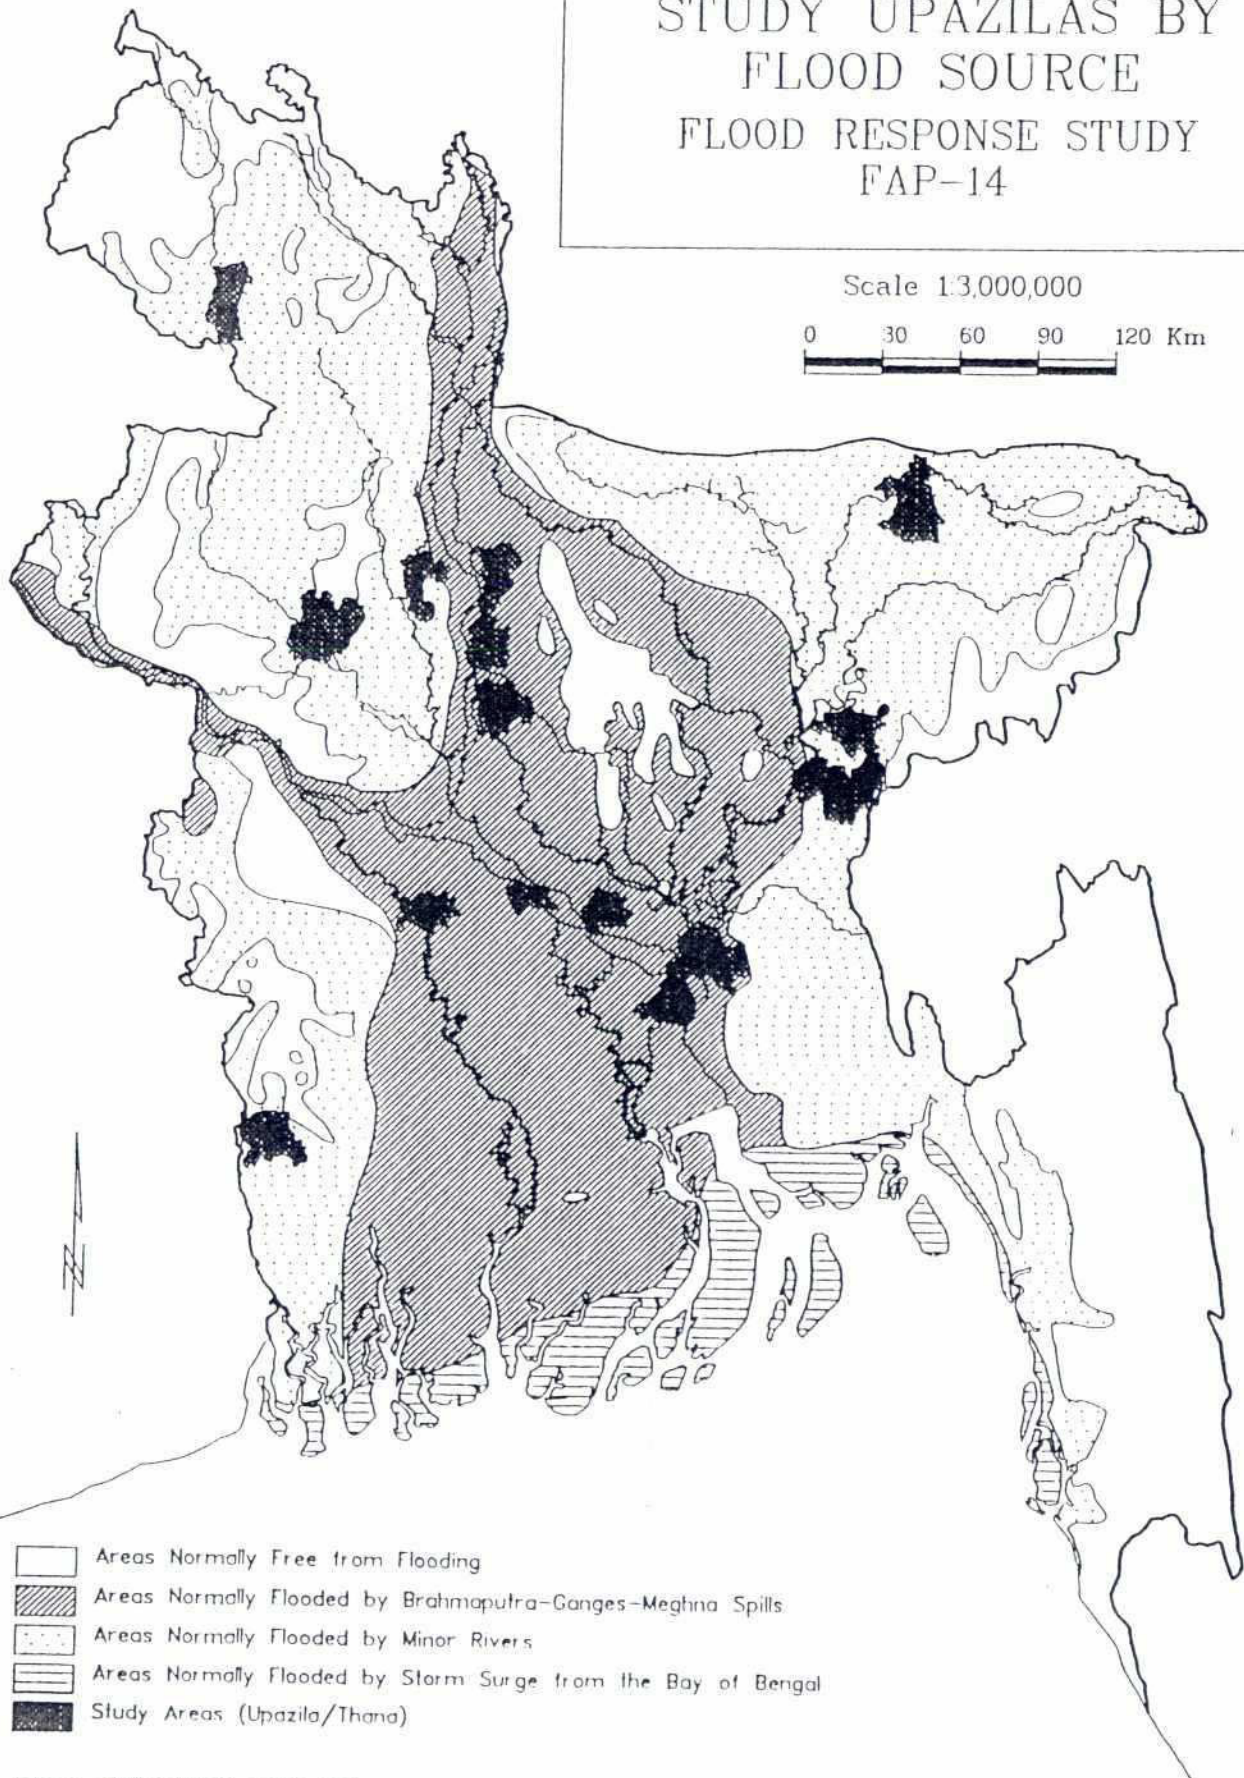 STUDY UPAZILAS BY
FLOOD SOURCE
FLOOD RESPONSE STUDY
FAP-14
Scale 1:3,000,000
0 30 60 90 120 Km
N
Areas Normally Free from Flooding
Areas Normally Flooded by Brahmaputra-Ganges-Meghna Spills
Areas Normally Flooded by Minor Rivers
Areas Normally Flooded by Storm Surge from the Bay of Bengal
Study Areas (Upazila/Thana)